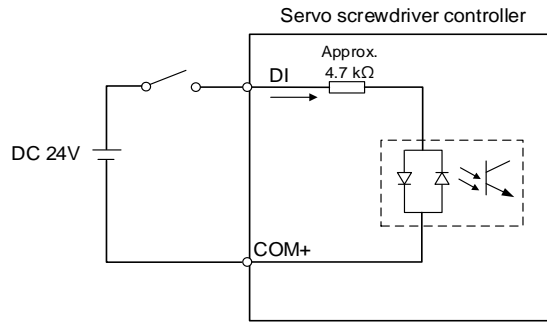 Servo screwdriver controller
Approx.
4.7 kΩ
DI
DC 24V
COM+